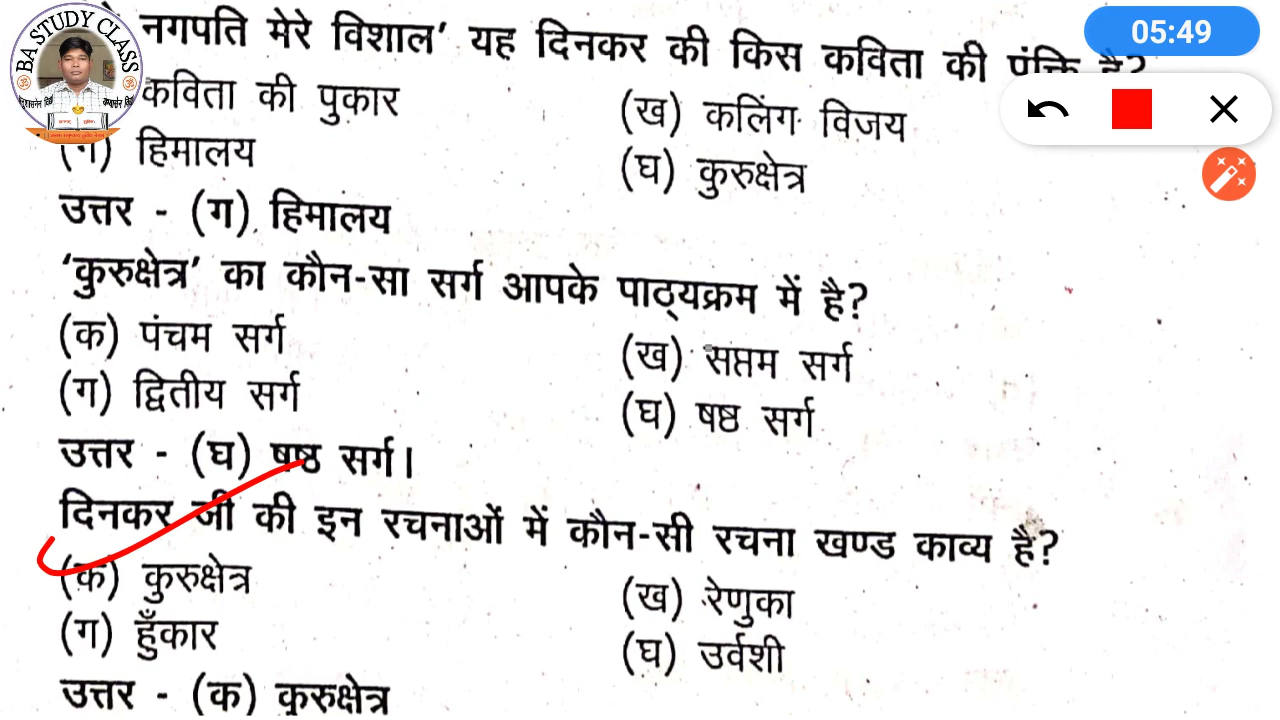 BA STUDY CLASS
05:49
नगपति मेरे विशाल’ यह दिनकर की किस कविता की पंक्ति है?
कविता की पुकार
(ख) कलिंग विजय
(ग) हिमालय
(घ) कुरुक्षेत्र
उत्तर - (ग) हिमालय
‘कुरुक्षेत्र’ का कौन-सा सर्ग आपके पाठ्यक्रम में है?
(क) पंचम सर्ग
(ख) सप्तम सर्ग
(ग) द्वितीय सर्ग
(घ) षष्ठ सर्ग
उत्तर - (घ) षष्ठ सर्ग।
दिनकर जी की इन रचनाओं में कौन-सी रचना खण्ड काव्य है?
(क) कुरुक्षेत्र
(ख) रेणुका
(ग) हुँकार
(घ) उर्वशी
उत्तर - (क) कुरुक्षेत्र